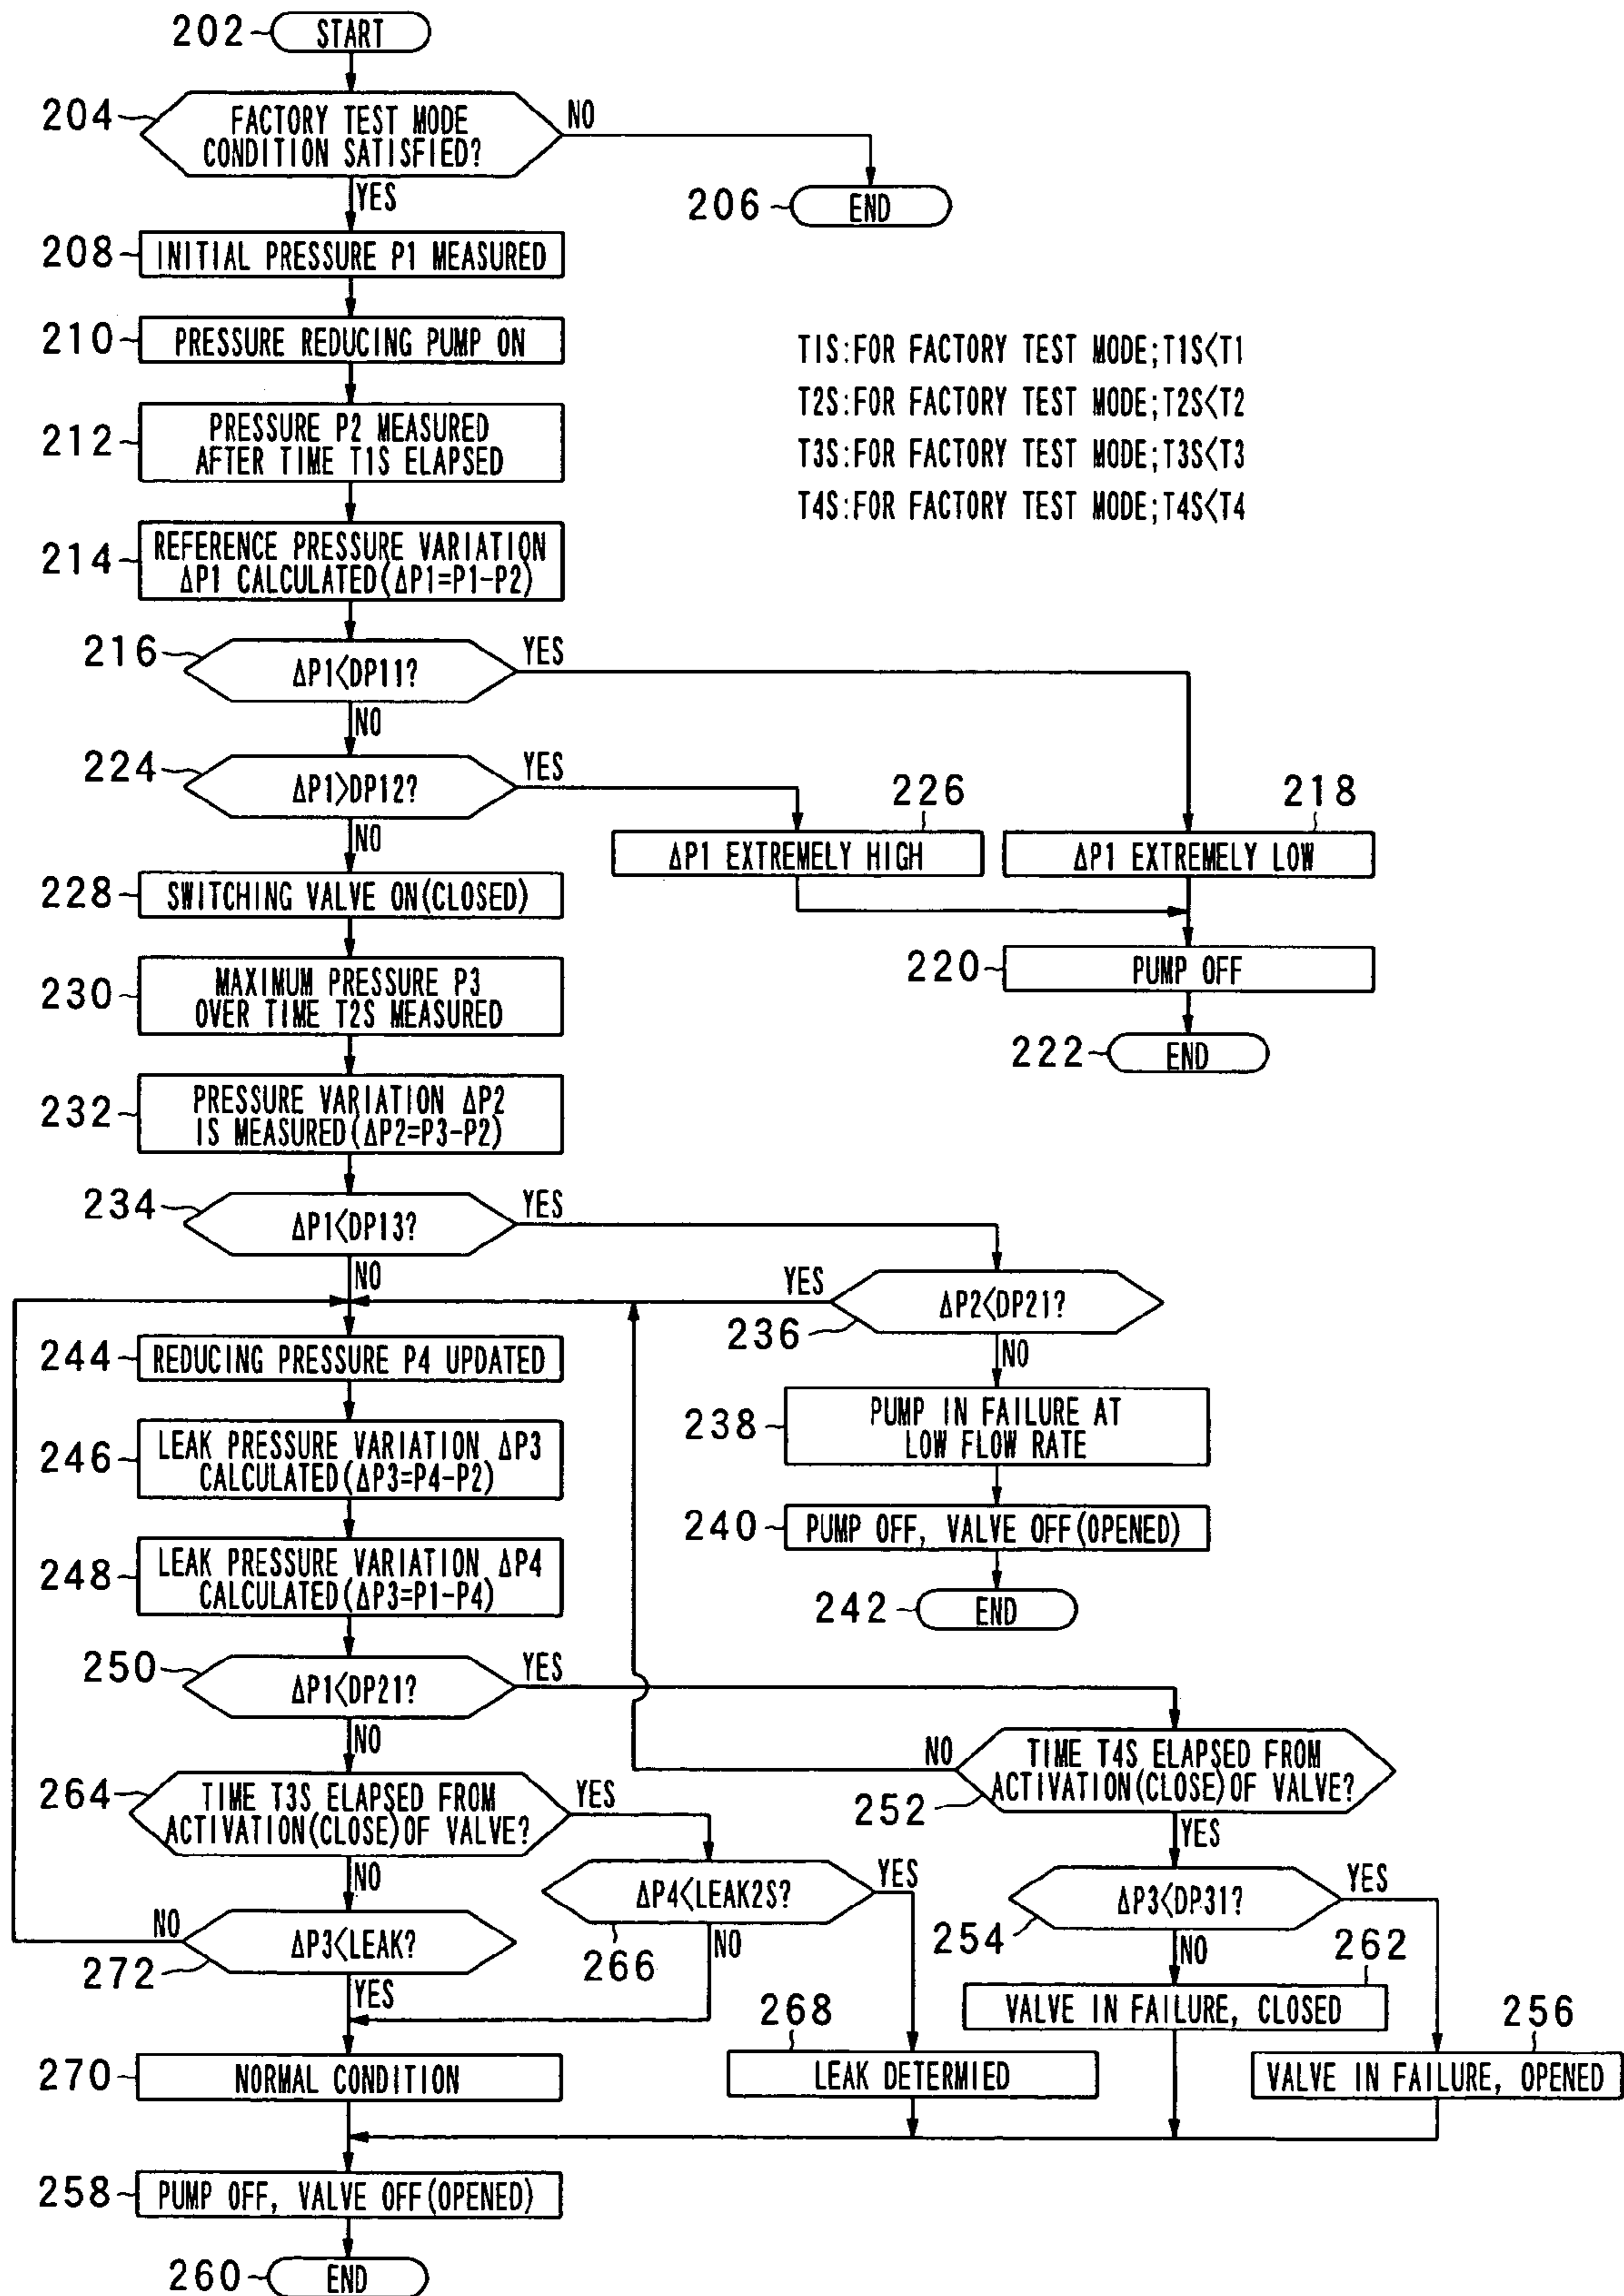 202
START
204
FACTORY TEST MODE
CONDITION SATISFIED?
NO
YES
206
END
208
INITIAL PRESSURE P1 MEASURED
210
PRESSURE REDUCING PUMP ON
T1S:FOR FACTORY TEST MODE;T1S<T1
T2S:FOR FACTORY TEST MODE;T2S<T2
T3S:FOR FACTORY TEST MODE;T3S<T3
T4S:FOR FACTORY TEST MODE;T4S<T4
212
PRESSURE P2 MEASURED
AFTER TIME T1S ELAPSED
214
REFERENCE PRESSURE VARIATION
ΔP1 CALCULATED(ΔP1=P1-P2)
216
ΔP1<DP11?
YES
NO
224
ΔP1>DP12?
YES
NO
226
ΔP1 EXTREMELY HIGH
218
ΔP1 EXTREMELY LOW
228
SWITCHING VALVE ON(CLOSED)
220
PUMP OFF
230
MAXIMUM PRESSURE P3
OVER TIME T2S MEASURED
222
END
232
PRESSURE VARIATION ΔP2
IS MEASURED(ΔP2=P3-P2)
234
ΔP1<DP13?
YES
NO
236
ΔP2<DP21?
YES
NO
244
REDUCING PRESSURE P4 UPDATED
238
PUMP IN FAILURE AT
LOW FLOW RATE
246
LEAK PRESSURE VARIATION ΔP3
CALCULATED(ΔP3=P4-P2)
240
PUMP OFF, VALVE OFF(OPENED)
248
LEAK PRESSURE VARIATION ΔP4
CALCULATED(ΔP3=P1-P4)
242
END
250
ΔP1<DP21?
YES
NO
252
TIME T4S ELAPSED FROM
ACTIVATION(CLOSE)OF VALVE?
NO
YES
264
TIME T3S ELAPSED FROM
ACTIVATION(CLOSE)OF VALVE?
YES
NO
266
ΔP4<LEAK2S?
YES
NO
254
ΔP3<DP31?
YES
NO
272
ΔP3<LEAK?
NO
YES
262
VALVE IN FAILURE, CLOSED
256
VALVE IN FAILURE, OPENED
268
LEAK DETERMIED
270
NORMAL CONDITION
258
PUMP OFF, VALVE OFF(OPENED)
260
END